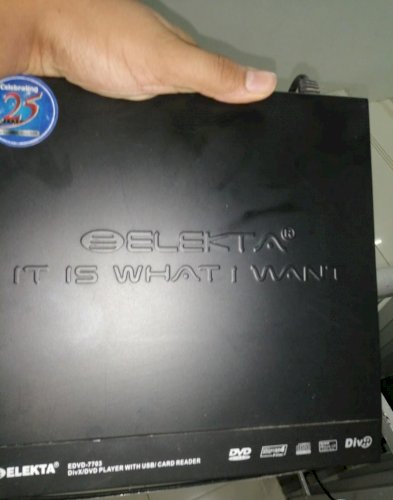 Celebrating
25
ELEKTA®
IT IS WHAT I WANT
ELEKTA®
EDVD-7703
DivX/DVD PLAYER WITH USB/ CARD READER
DVD
DivX